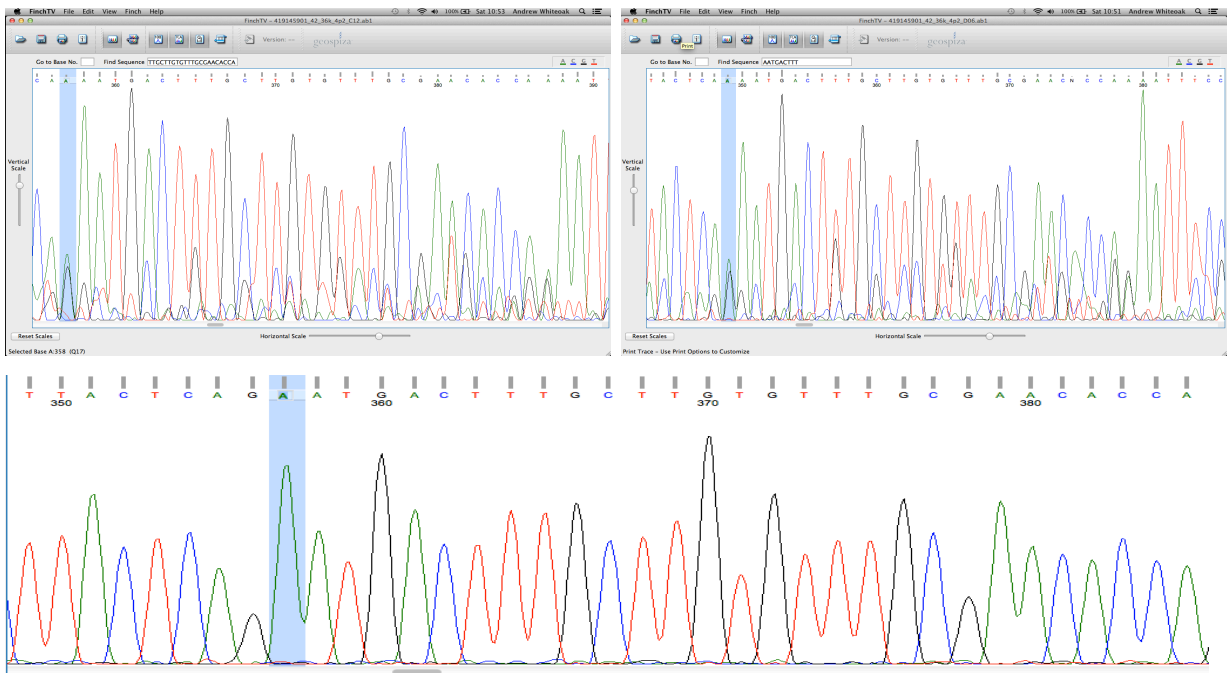 FinchTV File Edit View Finch Help 100% Sat 10:53 Andrew Whiteoak
FinchTV – 419145901_42_36k_4p2_C12.ab1
Version: ---
geospiza
Go to Base No. Find Sequence TTGCTTGTGTTTGCGAACACCA A C G T
C A A A A T G A C T T T G C T T G T G T T T G C G A A C A C C A A A T
360 370 380 390
Vertical
Scale
Reset Scales Horizontal Scale
Selected Base A:358 (Q17)
FinchTV File Edit View Finch Help 100% Sat 10:51 Andrew Whiteoak
FinchTV – 419145901_42_36k_4p2_D06.ab1
Print
Version: ---
geospiza
Go to Base No. Find Sequence AATGACTTT A C G T
T A C T C A A A T G A C T T T G C T T G T G T T T G C G A A C N C C A A A A T T T C C
350 360 370 380
Vertical
Scale
Reset Scales Horizontal Scale
Print Trace – Use Print Options to Customize
T T A C T C A G A A T G A C T T T G C T T G T G T T T G C G A A C A C C A
350 360 370 380